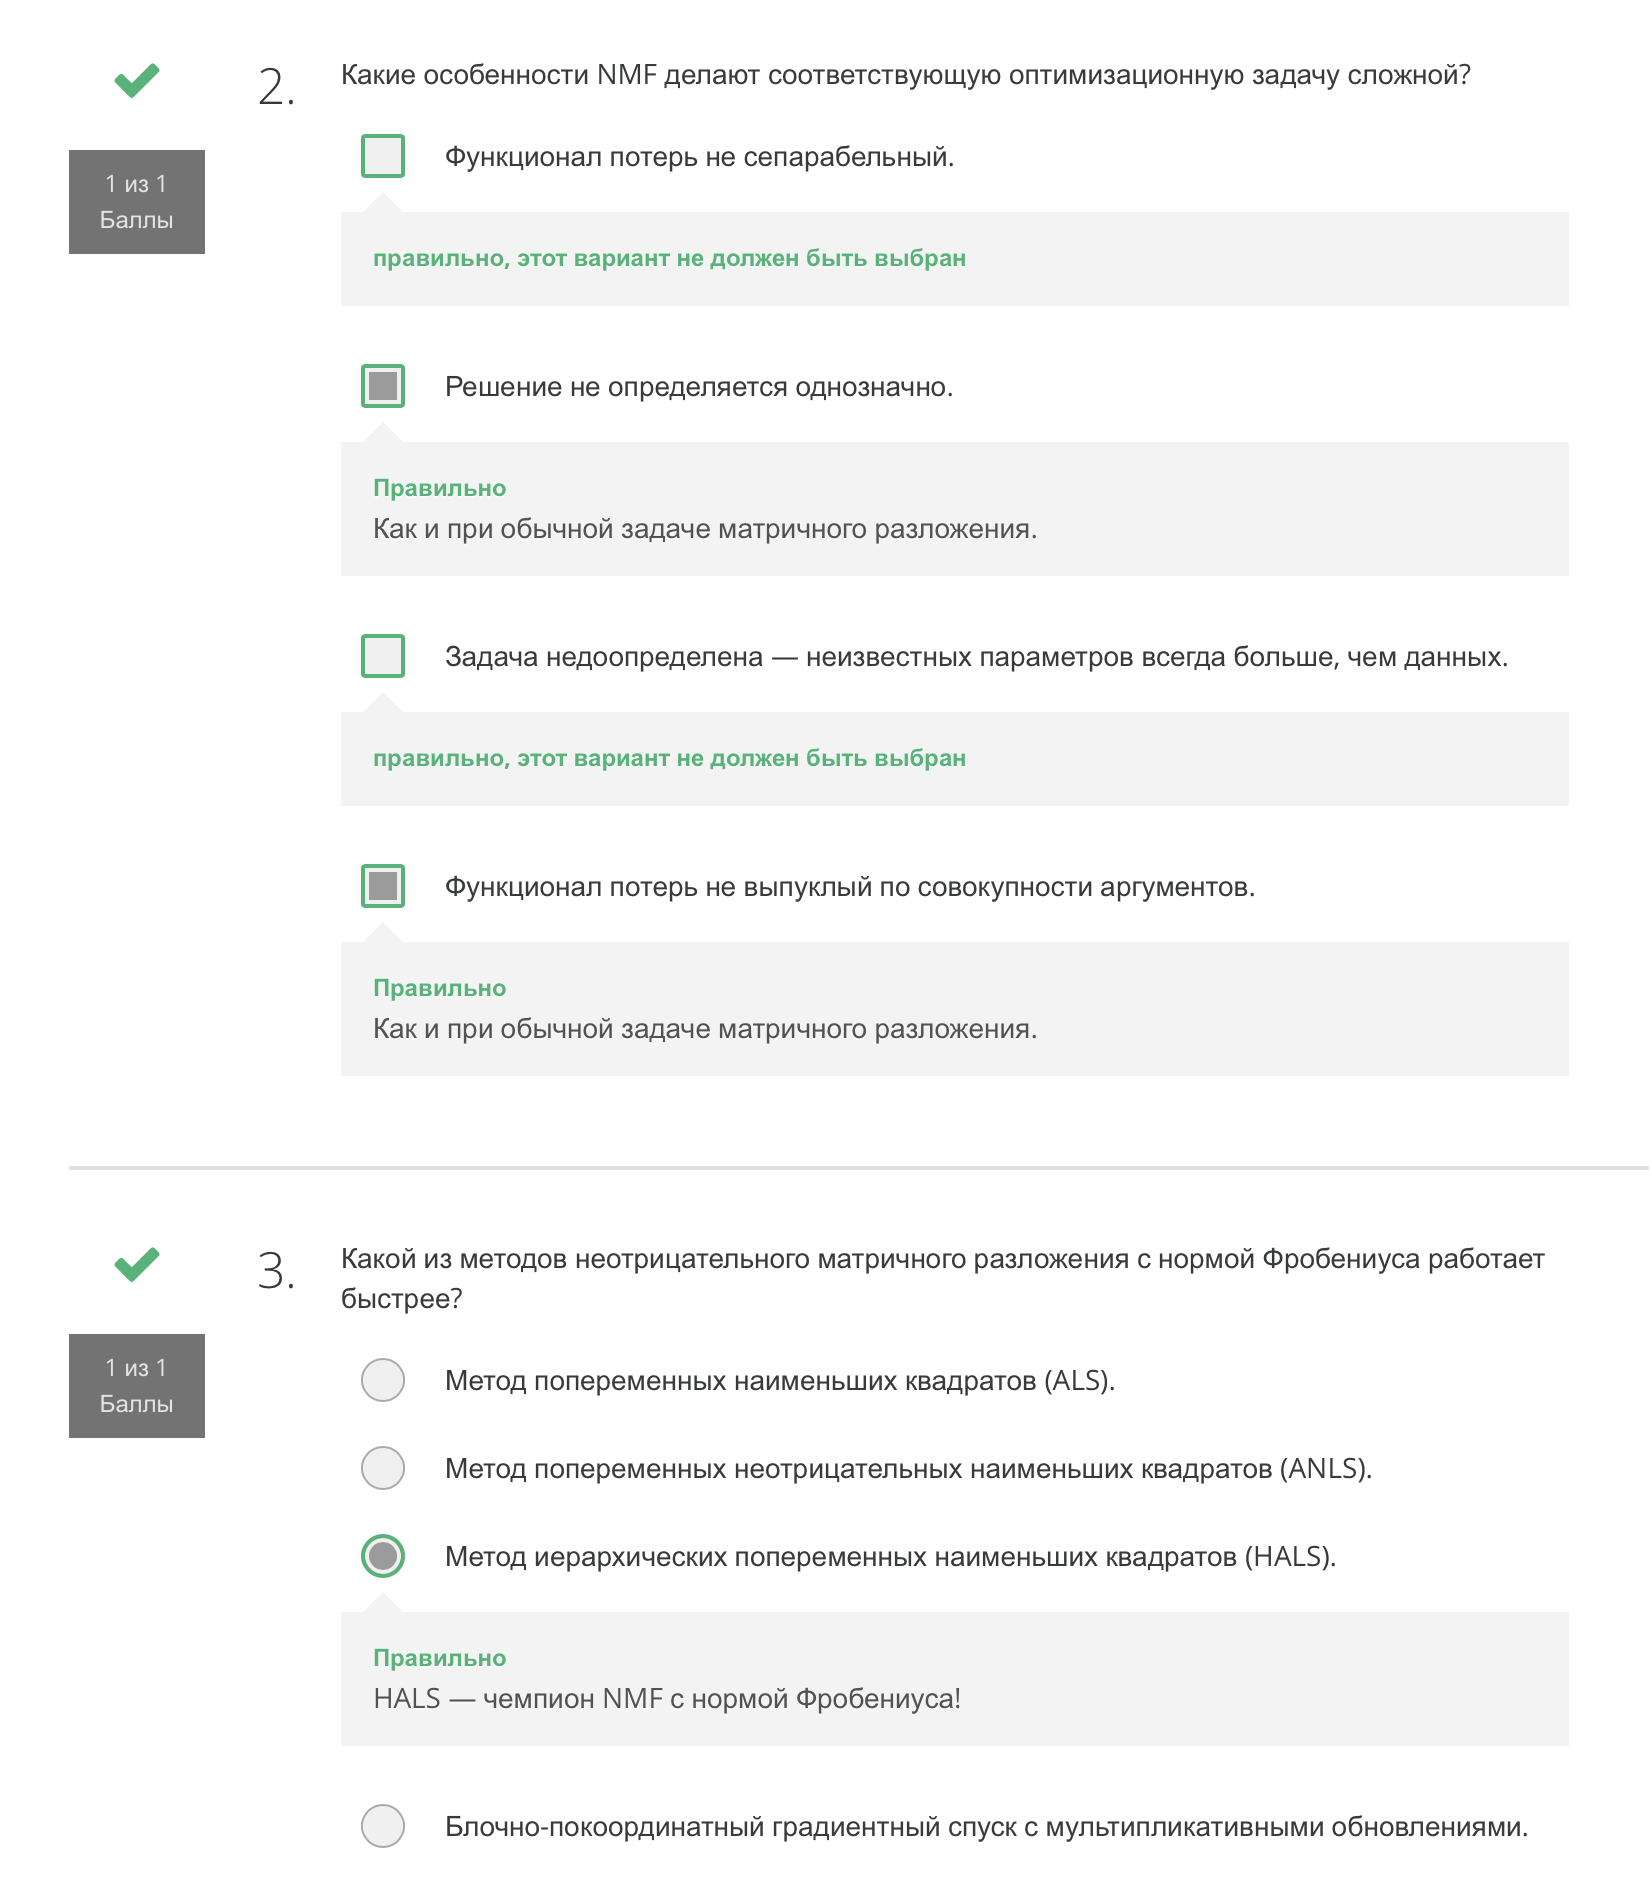 2.
Какие особенности NMF делают соответствующую оптимизационную задачу сложной?
1 из 1
Баллы
Функционал потерь не сепарабельный.
правильно, этот вариант не должен быть выбран
Решение не определяется однозначно.
Правильно
Как и при обычной задаче матричного разложения.
Задача недоопределена — неизвестных параметров всегда больше, чем данных.
правильно, этот вариант не должен быть выбран
Функционал потерь не выпуклый по совокупности аргументов.
Правильно
Как и при обычной задаче матричного разложения.
3.
Какой из методов неотрицательного матричного разложения с нормой Фробениуса работает
быстрее?
1 из 1
Баллы
Метод попеременных наименьших квадратов (ALS).
Метод попеременных неотрицательных наименьших квадратов (ANLS).
Метод иерархических попеременных наименьших квадратов (HALS).
Правильно
HALS — чемпион NMF с нормой Фробениуса!
Блочно-покоординатный градиентный спуск с мультипликативными обновлениями.